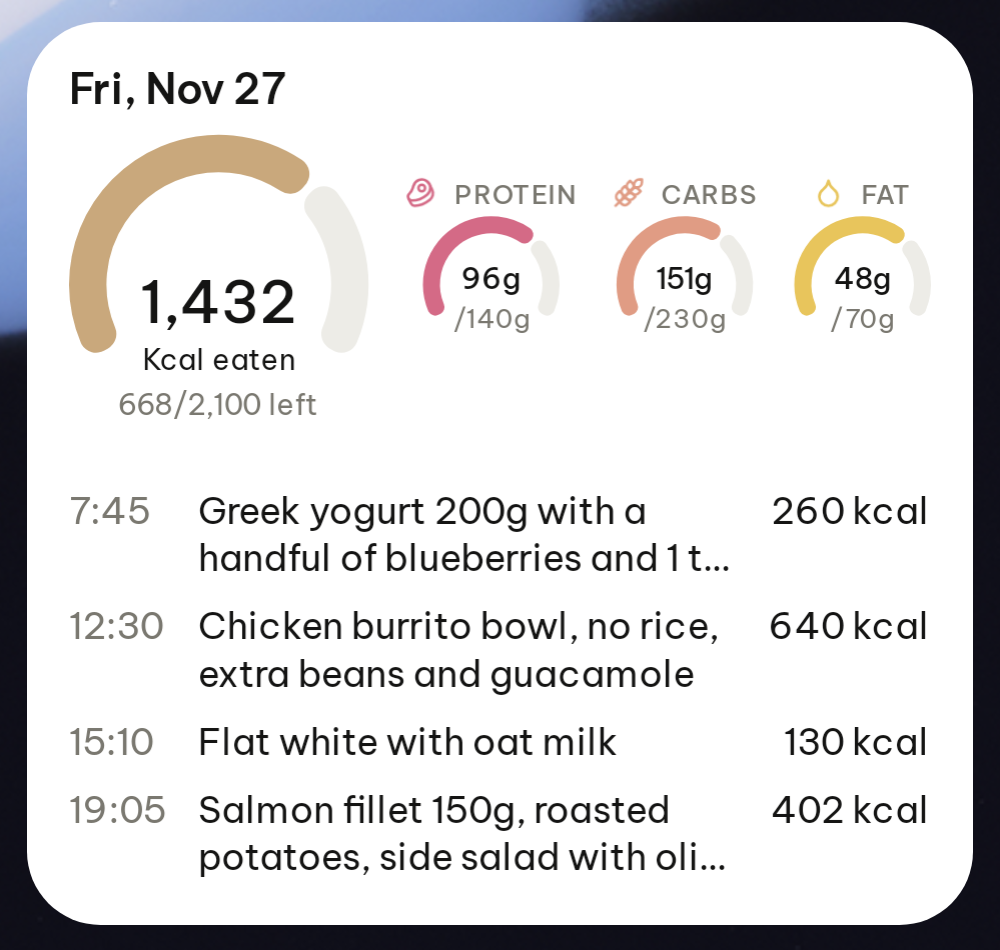 Fri, Nov 27
PROTEIN
CARBS
FAT
1,432
Kcal eaten
668/2,100 left
96g
/140g
151g
/230g
48g
/70g
7:45
Greek yogurt 200g with a
handful of blueberries and 1 t...
260 kcal
12:30
Chicken burrito bowl, no rice,
extra beans and guacamole
640 kcal
15:10
Flat white with oat milk
130 kcal
19:05
Salmon fillet 150g, roasted
potatoes, side salad with oli...
402 kcal